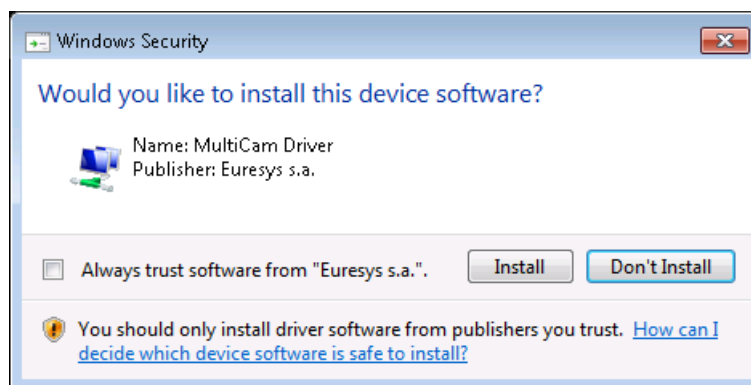 Windows Security
Would you like to install this device software?
Name: MultiCam Driver
Publisher: Euresys s.a.
Always trust software from "Euresys s.a.".
Install
Don't Install
You should only install driver software from publishers you trust. How can I
decide which device software is safe to install?